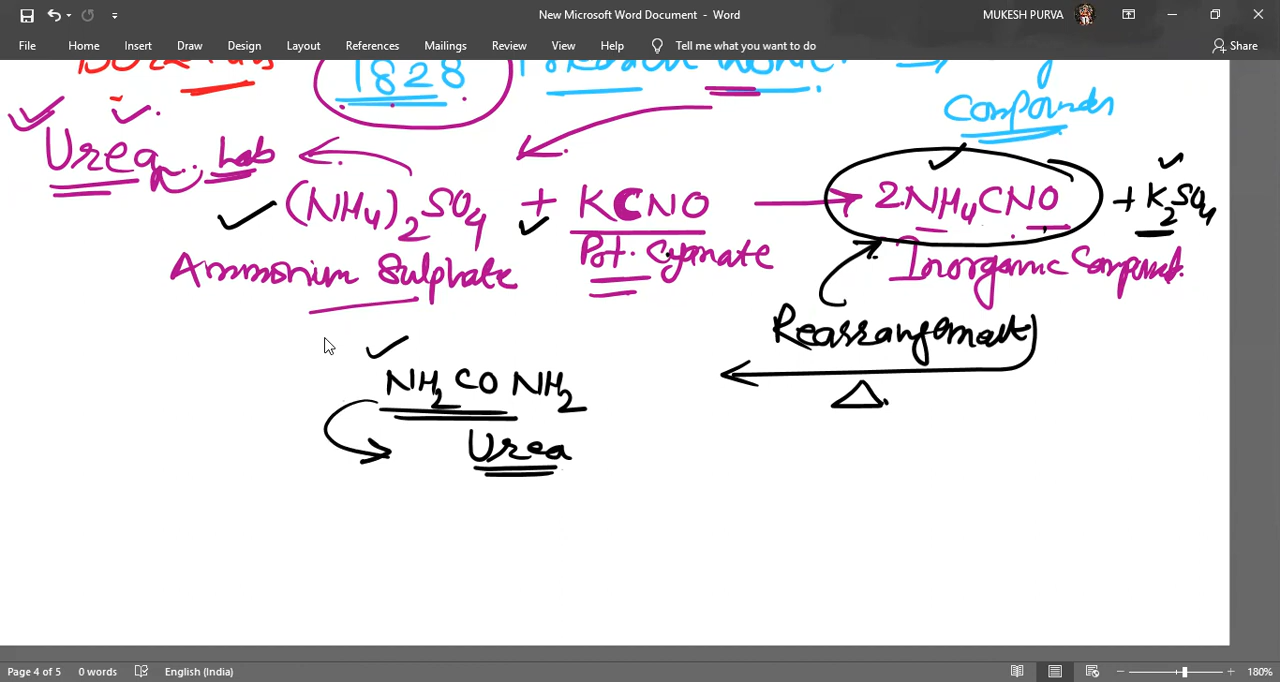 New Microsoft Word Document - Word
MUKESH PURVA
File Home Insert Draw Design Layout References Mailings Review View Help Tell me what you want to do Share
1828
Compounds
Urea Lab
(NH4)2SO4 + KCNO → 2NH4CNO + K2SO4
Ammonium Sulphate Pot. Cyanate Inorganic Compound.
Rearrangement
Δ
NH2CONH2
Urea
Page 4 of 5 0 words English (India) 180%